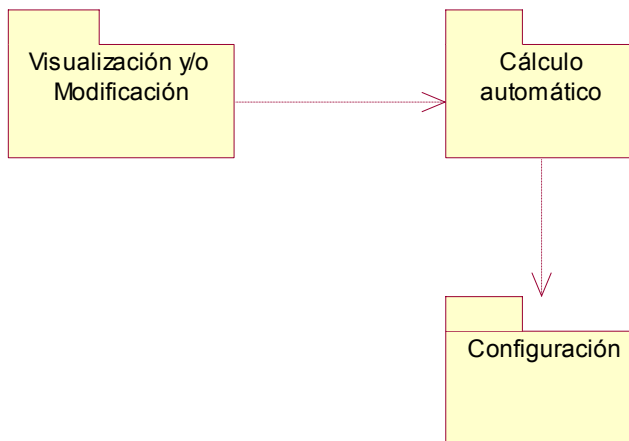 Visualización y/o
Modificación
Cálculo
automático
Configuración